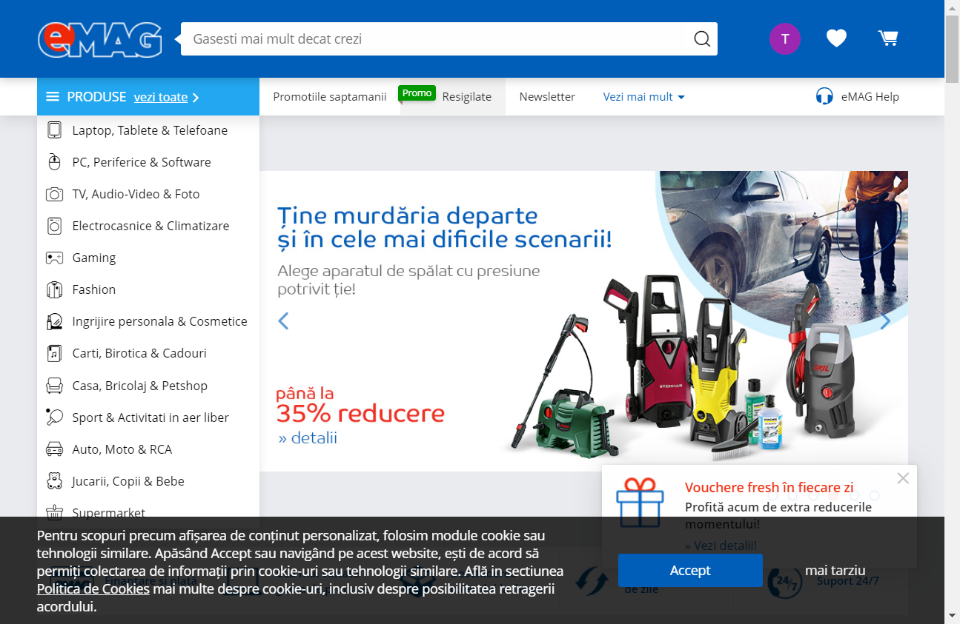 eMAG
Gasesti mai mult decat crezi
T
PRODUSE vezi toate
Promotiile saptamanii
Promo
Resigilate
Newsletter
Vezi mai mult
eMAG Help
Laptop, Tablete & Telefoane
PC, Periferice & Software
TV, Audio-Video & Foto
Electrocasnice & Climatizare
Gaming
Fashion
Ingrijire personala & Cosmetice
Carti, Birotica & Cadouri
Casa, Bricolaj & Petshop
Sport & Activitati in aer liber
Auto, Moto & RCA
Jucarii, Copii & Bebe
Supermarket
Ține murdăria departe
și în cele mai dificile scenarii!
Alege aparatul de spălat cu presiune
potrivit ție!
până la
35% reducere
» detalii
Vouchere fresh în fiecare zi
Profită acum de extra reducerile
momentului!
» Vezi detalii!
Pentru scopuri precum afișarea de conținut personalizat, folosim module cookie sau
tehnologii similare. Apăsând Accept sau navigând pe acest website, ești de acord să
permiți colectarea de informații prin cookie-uri sau tehnologii similare. Află in sectiunea
Politica de Cookies mai multe despre cookie-uri, inclusiv despre posibilitatea retragerii
acordului.
Accept
mai tarziu
de zile
24/7
Suport 24/7